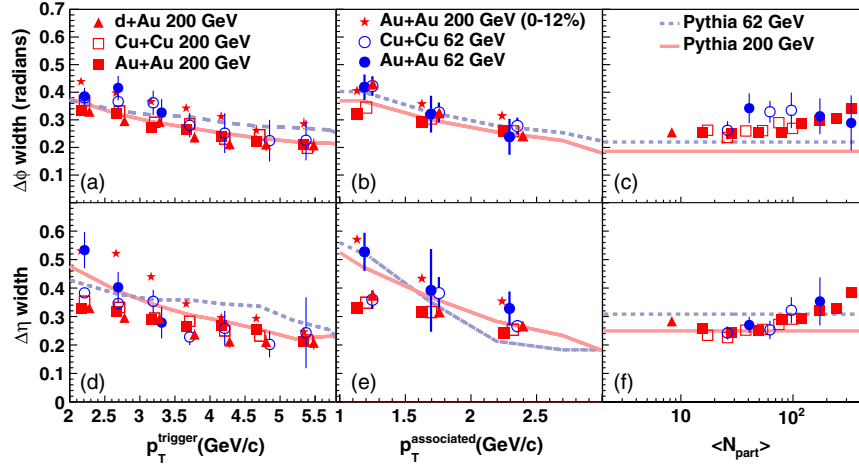 d+Au 200 GeV
Cu+Cu 200 GeV
Au+Au 200 GeV
Au+Au 200 GeV (0-12%)
Cu+Cu 62 GeV
Au+Au 62 GeV
Pythia 62 GeV
Pythia 200 GeV
Δϕ width (radians)
0.6
0.5
0.4
0.3
0.2
0.1
0
(a)
(b)
(c)
Δη width
0.6
0.5
0.4
0.3
0.2
0.1
0
(d)
(e)
(f)
2 2.5 3 3.5 4 4.5 5 5.5
1 1.5 2 2.5
10 10²
p_T^trigger(GeV/c)
p_T^associated(GeV/c)
<N_part>